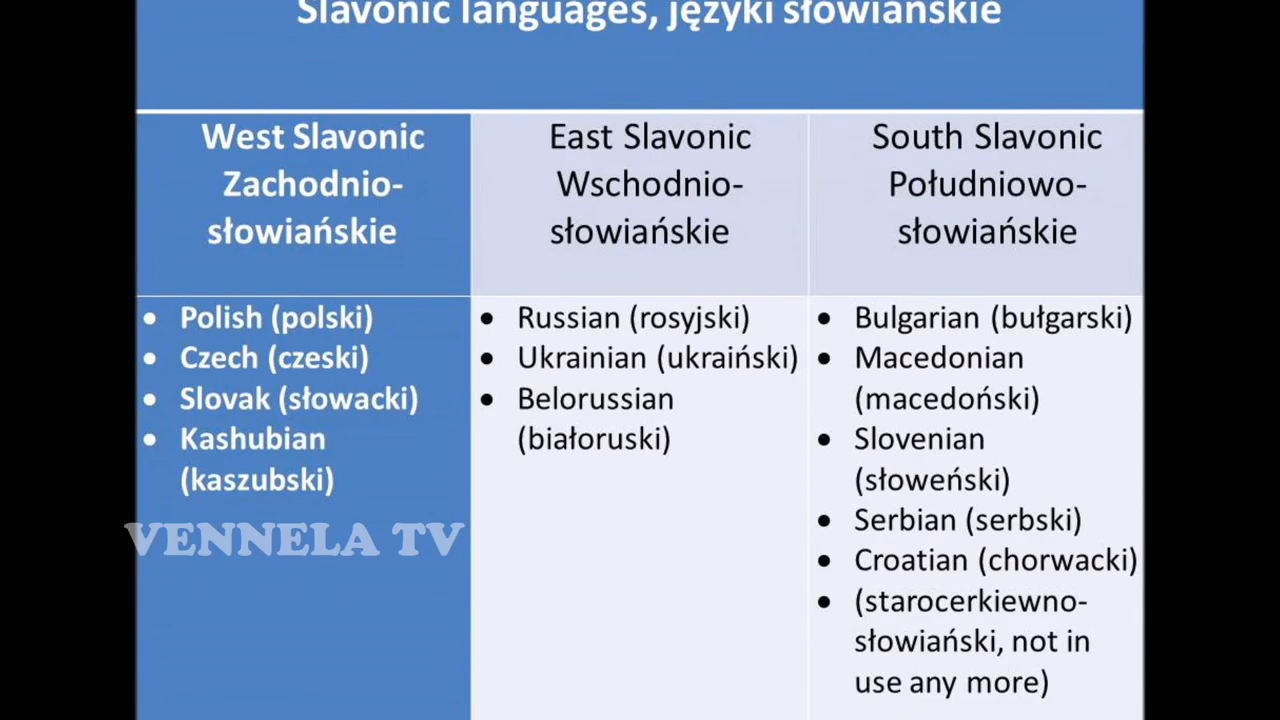 Slavonic languages, języki słowiańskie
West Slavonic
Zachodnio-
słowiańskie
East Slavonic
Wschodnio-
słowiańskie
South Slavonic
Południowo-
słowiańskie
• Polish (polski)
• Czech (czeski)
• Slovak (słowacki)
• Kashubian
(kaszubski)
• Russian (rosyjski)
• Ukrainian (ukraiński)
• Belorussian
(białoruski)
• Bulgarian (bułgarski)
• Macedonian
(macedoński)
• Slovenian
(słoweński)
• Serbian (serbski)
• Croatian (chorwacki)
• (starocerkiewno-
słowiański, not in
use any more)
VENNELA TV